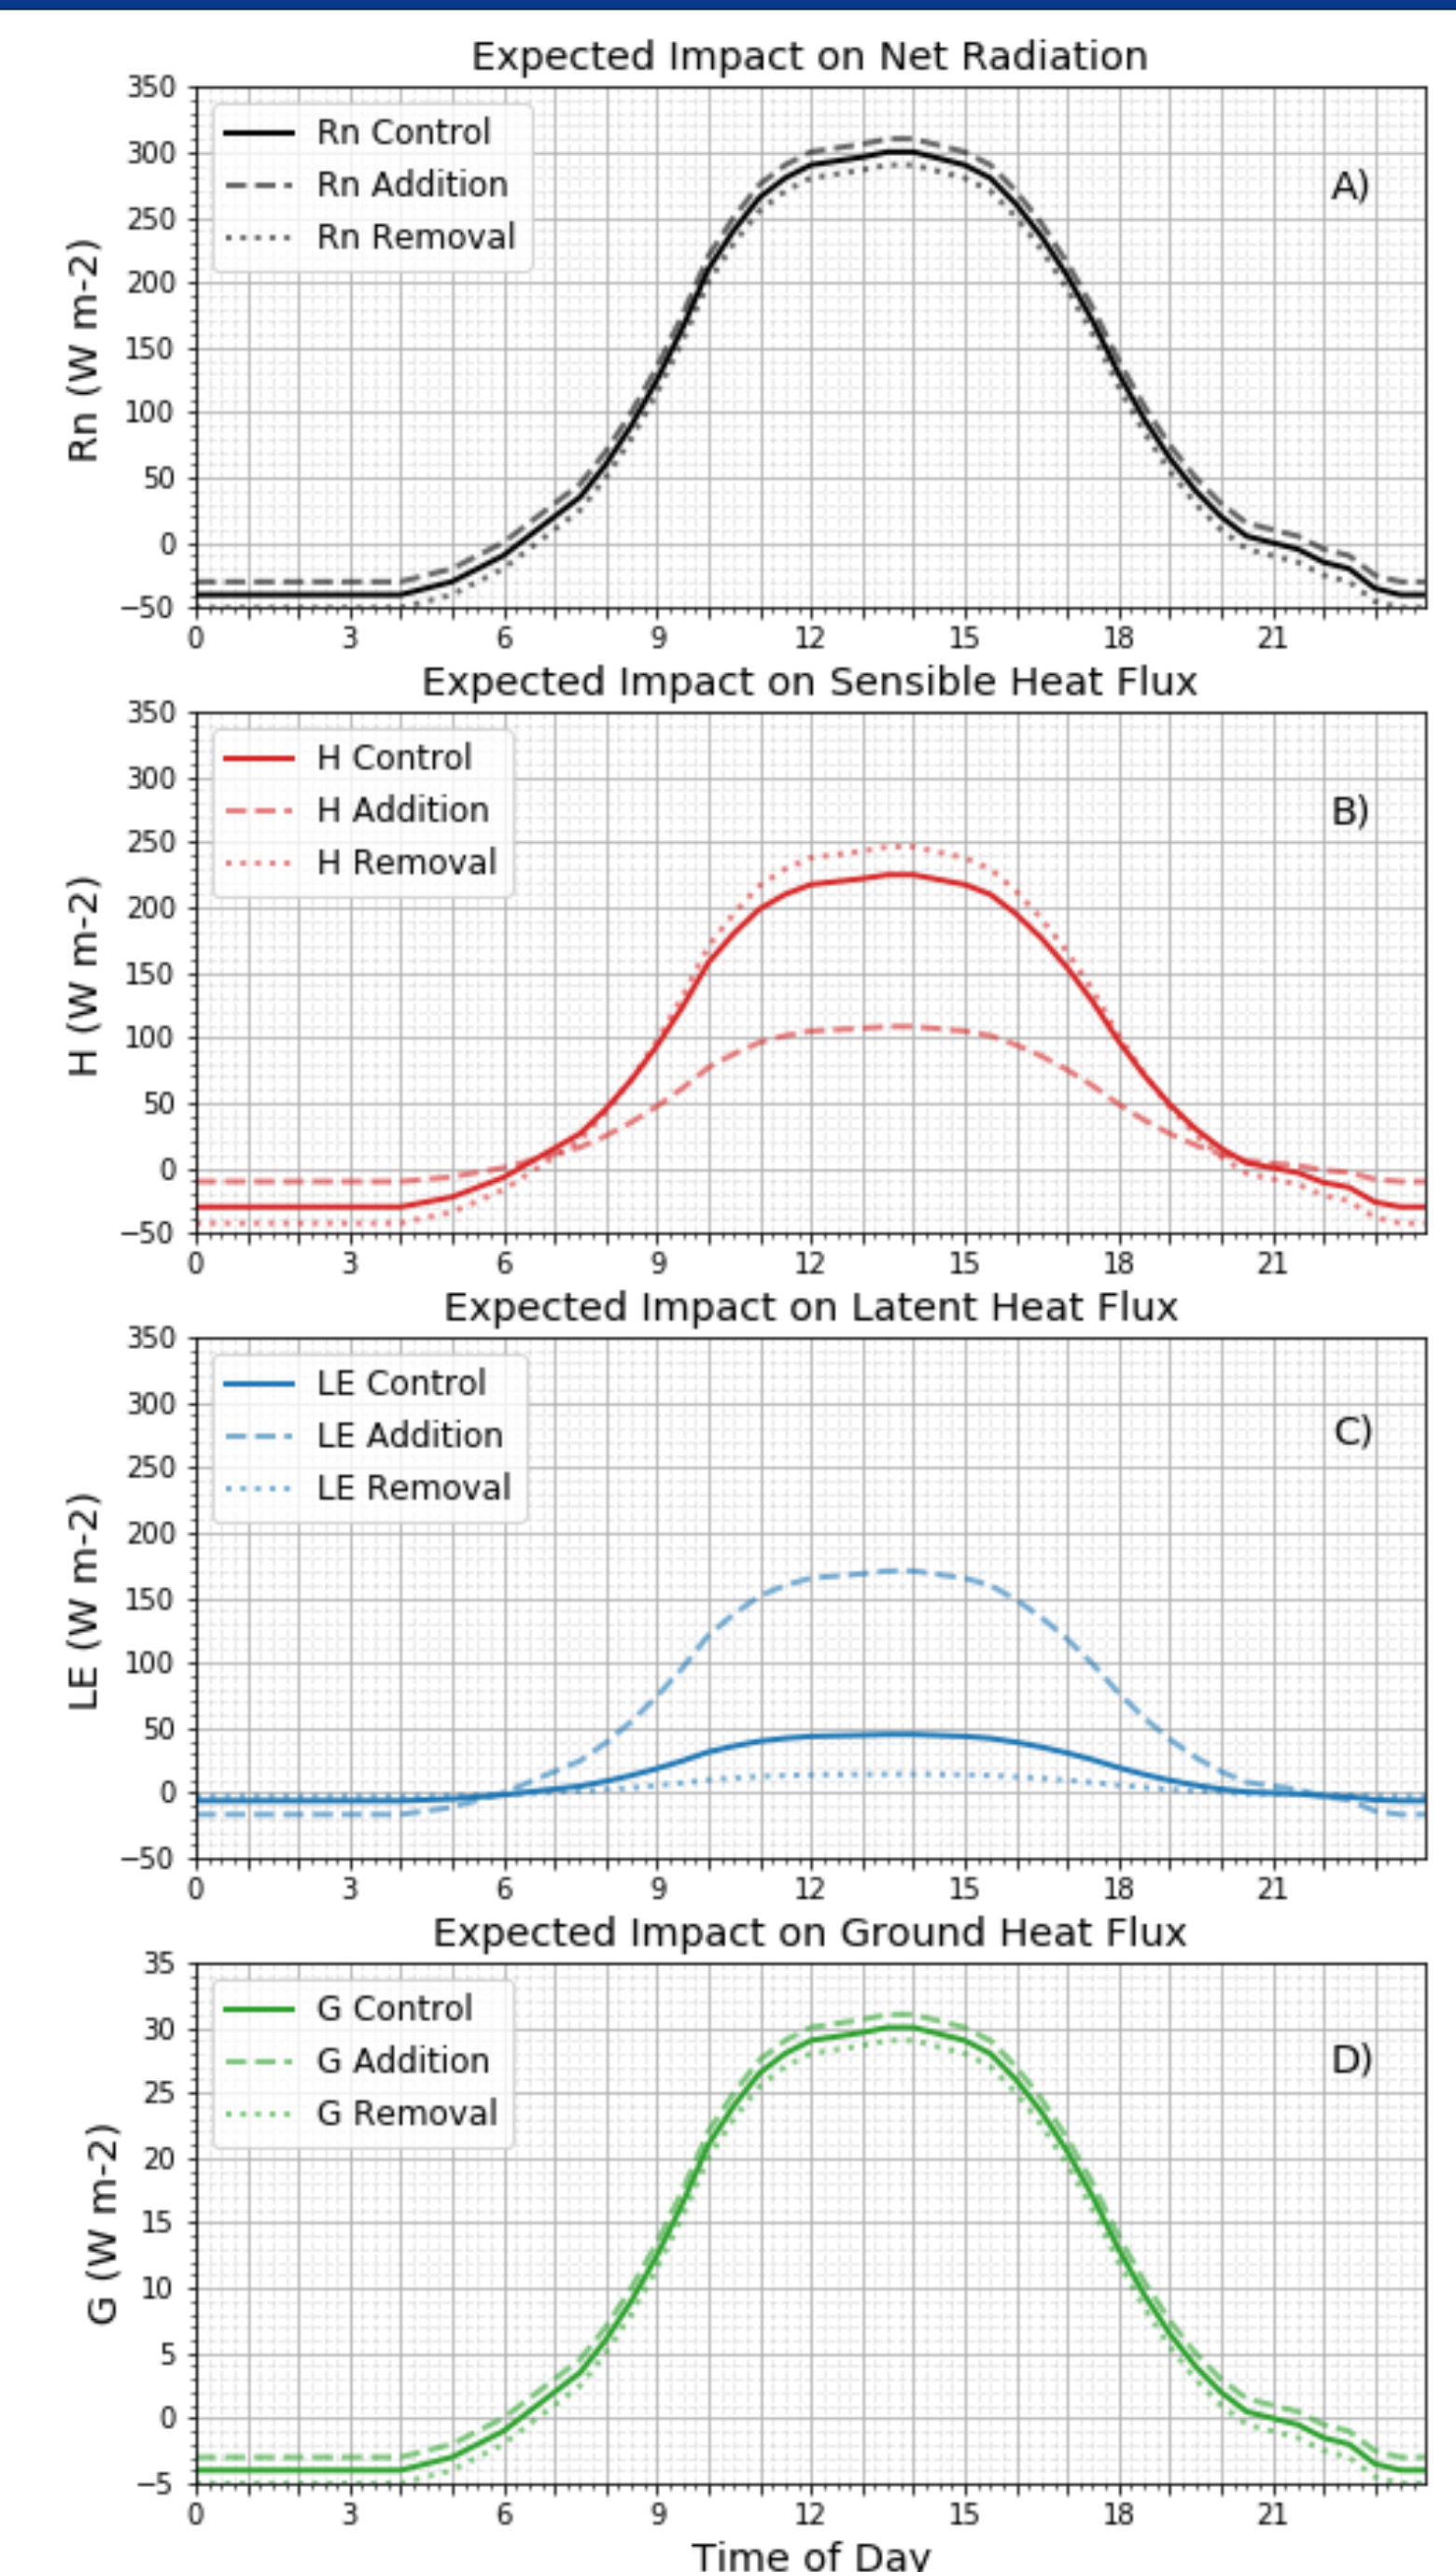 Expected Impact on Net Radiation
350
300
250
200
150
100
50
0
−50
Rn (W m-2)
Rn Control
Rn Addition
Rn Removal
A)
0 3 6 9 12 15 18 21
Expected Impact on Sensible Heat Flux
350
300
250
200
150
100
50
0
−50
H (W m-2)
H Control
H Addition
H Removal
B)
0 3 6 9 12 15 18 21
Expected Impact on Latent Heat Flux
350
300
250
200
150
100
50
0
−50
LE (W m-2)
LE Control
LE Addition
LE Removal
C)
0 3 6 9 12 15 18 21
Expected Impact on Ground Heat Flux
35
30
25
20
15
10
5
0
−5
G (W m-2)
G Control
G Addition
G Removal
D)
0 3 6 9 12 15 18 21
Time of Day